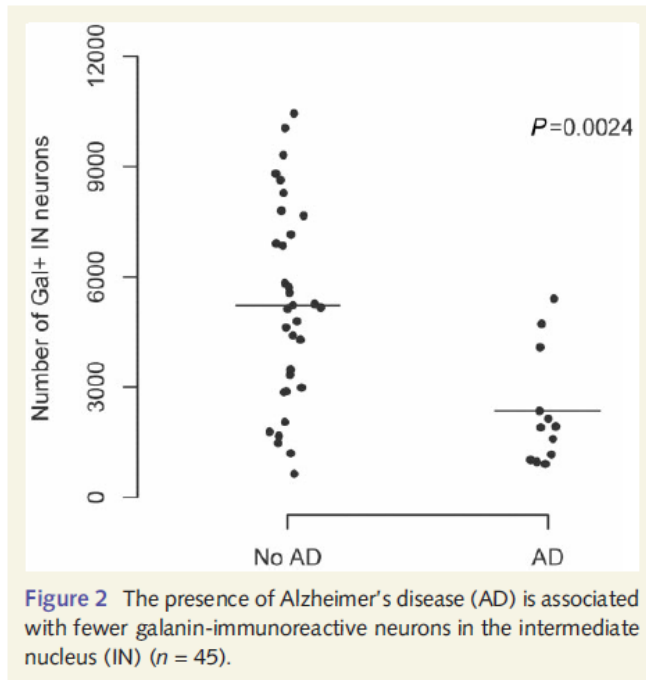 12000
9000
6000
3000
0
Number of Gal+ IN neurons
P=0.0024
No AD
AD
Figure 2 The presence of Alzheimer's disease (AD) is associated
with fewer galanin-immunoreactive neurons in the intermediate
nucleus (IN) (n = 45).